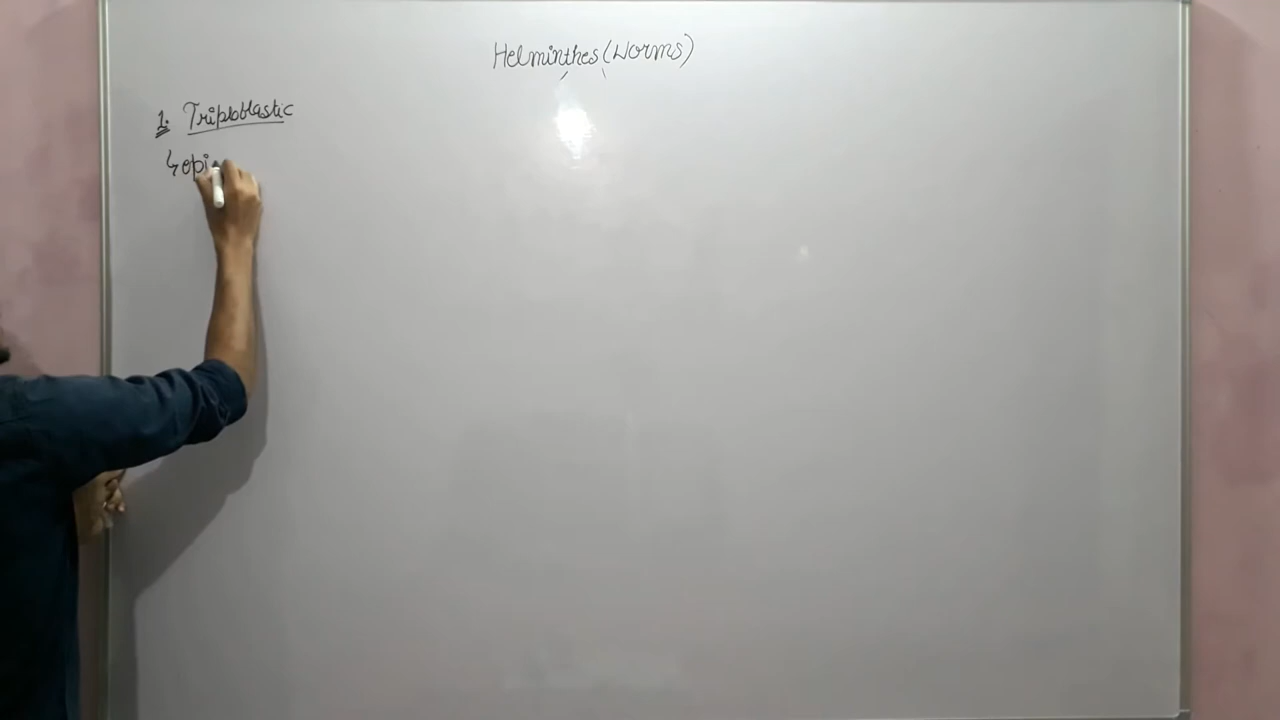 Helminthes (Worms)
1. Triploblastic
↳ epi